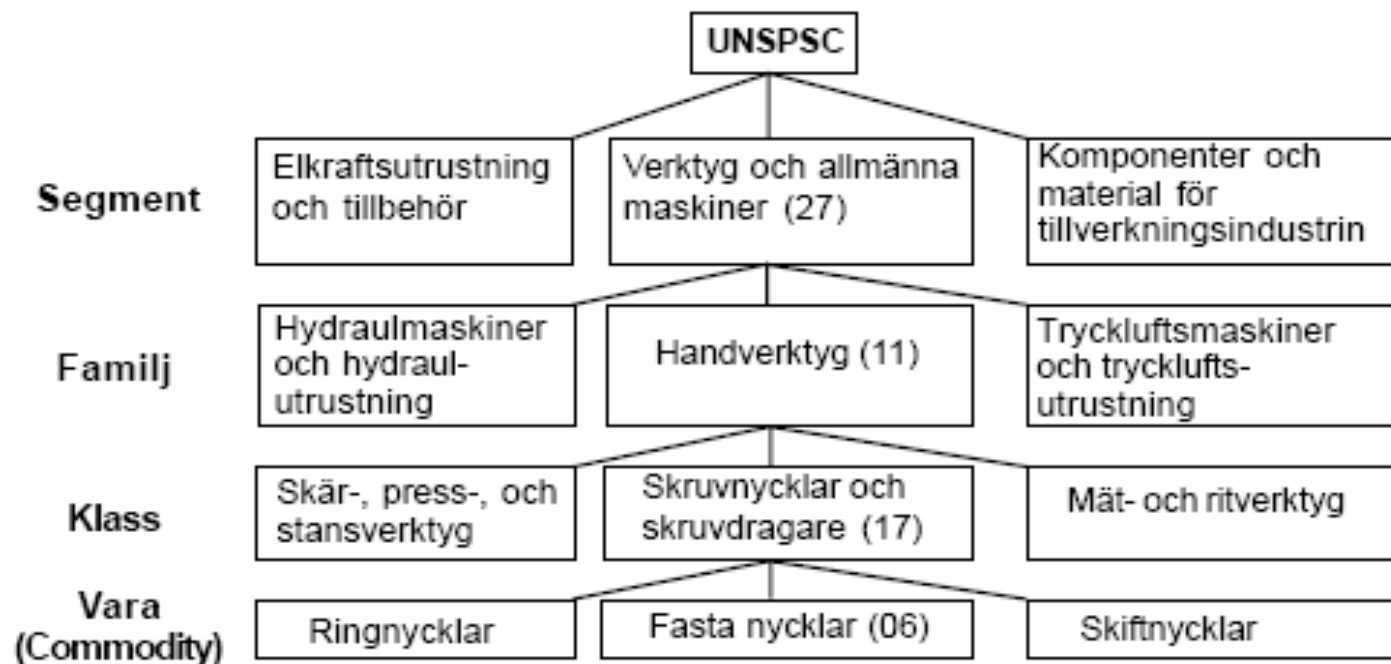 UNSPSC
Segment
Elkraftsutrustning
och tillbehör
Verktyg och allmänna
maskiner (27)
Komponenter och
material för
tillverkningsindustrin
Familj
Hydraulmaskiner
och hydraul-
utrustning
Handverktyg (11)
Tryckluftsmaskiner
och trycklufts-
utrustning
Klass
Skär-, press-, och
stansverktyg
Skruvnycklar och
skruvdragare (17)
Mät- och ritverktyg
Vara
(Commodity)
Ringnycklar
Fasta nycklar (06)
Skiftnycklar